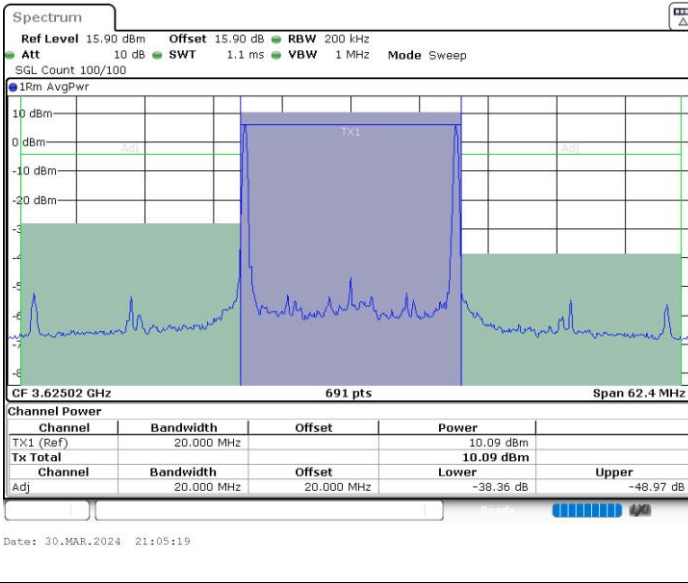 Spectrum
Ref Level 15.90 dBm Offset 15.90 dB RBW 200 kHz
Att 10 dB SWT 1.1 ms VBW 1 MHz Mode Sweep
SGL Count 100/100
1Rm AvgPwr
10 dBm
TX1
0 dBm
Adj Adj
-10 dBm
-20 dBm
CF 3.62502 GHz 691 pts Span 62.4 MHz
Channel Power
Channel Bandwidth Offset Power
TX1 (Ref) 20.000 MHz 10.09 dBm
Tx Total 10.09 dBm
Channel Bandwidth Offset Lower Upper
Adj 20.000 MHz 20.000 MHz -38.36 dB -48.97 dB
Ready
Date: 30.MAR.2024 21:05:19